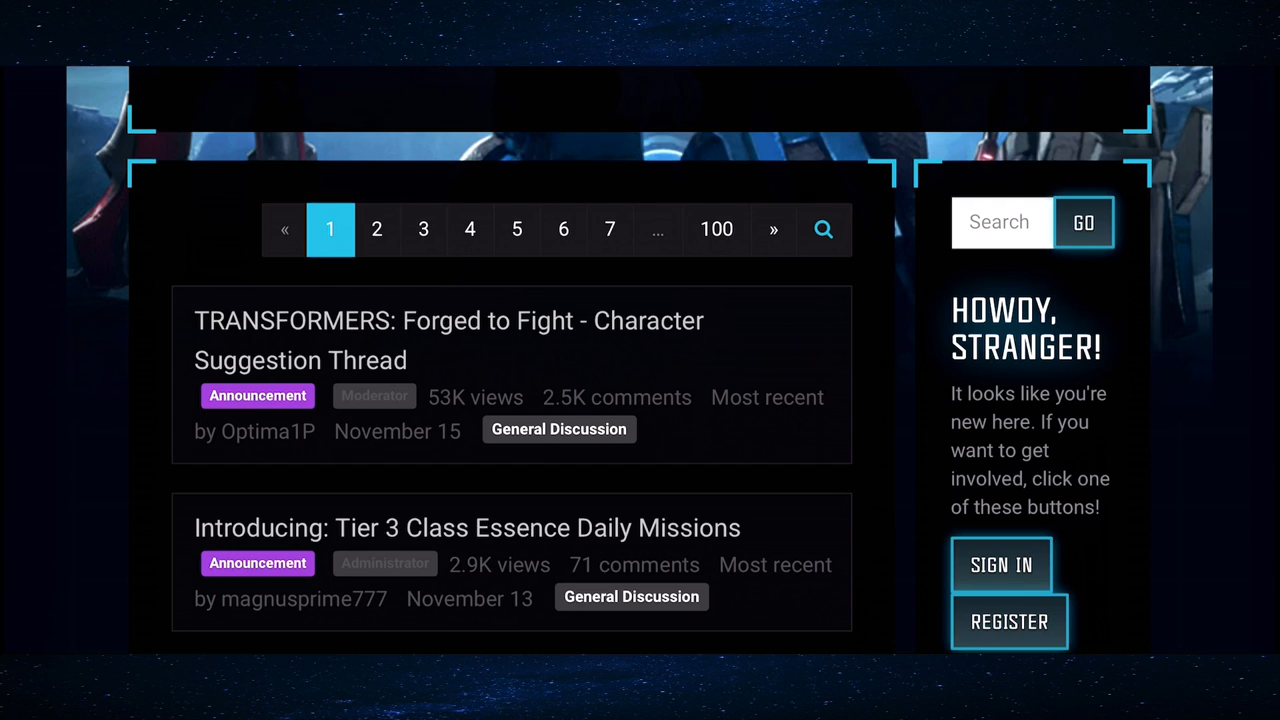 « 1 2 3 4 5 6 7 … 100 »
TRANSFORMERS: Forged to Fight - Character
Suggestion Thread
Announcement Moderator 53K views 2.5K comments Most recent
by Optima1P November 15 General Discussion
Introducing: Tier 3 Class Essence Daily Missions
Announcement Administrator 2.9K views 71 comments Most recent
by magnusprime777 November 13 General Discussion
Search GO
HOWDY,
STRANGER!
It looks like you're
new here. If you
want to get
involved, click one
of these buttons!
SIGN IN
REGISTER